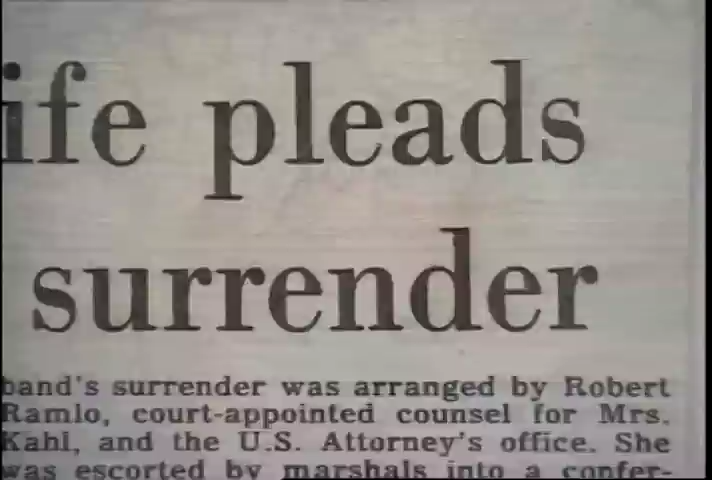 ife pleads
surrender
band's surrender was arranged by Robert
Ramlo, court-appointed counsel for Mrs.
Kahl, and the U.S. Attorney's office. She
was escorted by marshals into a confer-